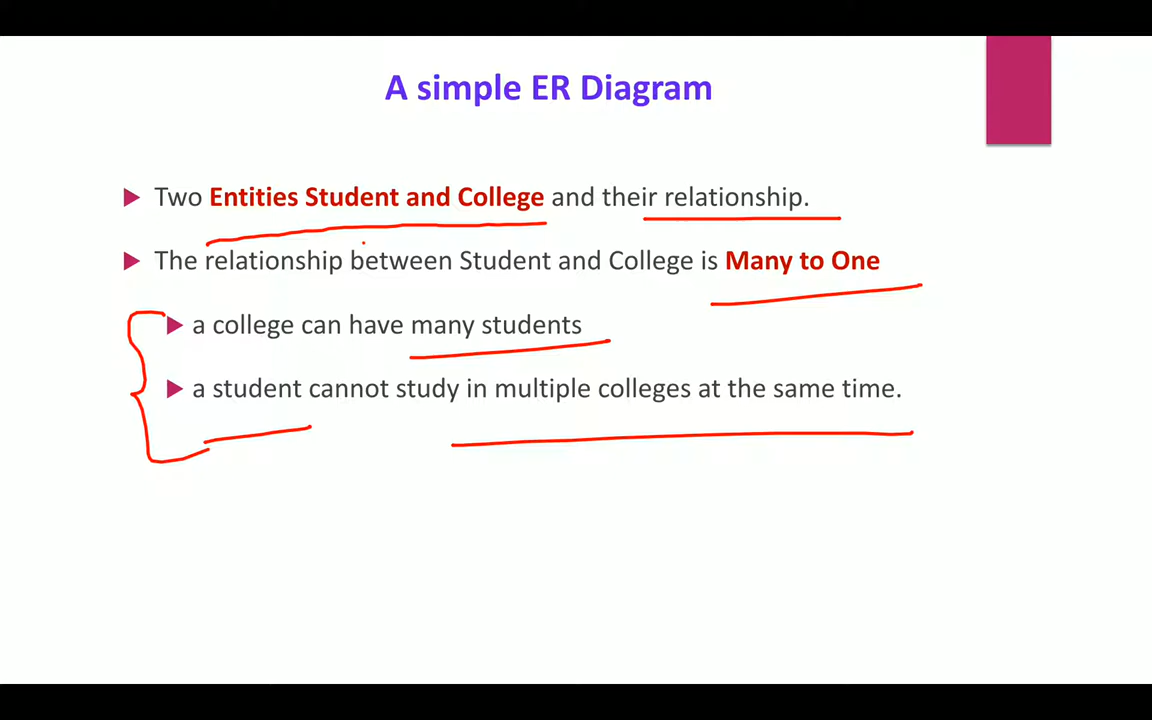 A simple ER Diagram
Two Entities Student and College and their relationship.
The relationship between Student and College is Many to One
a college can have many students
a student cannot study in multiple colleges at the same time.